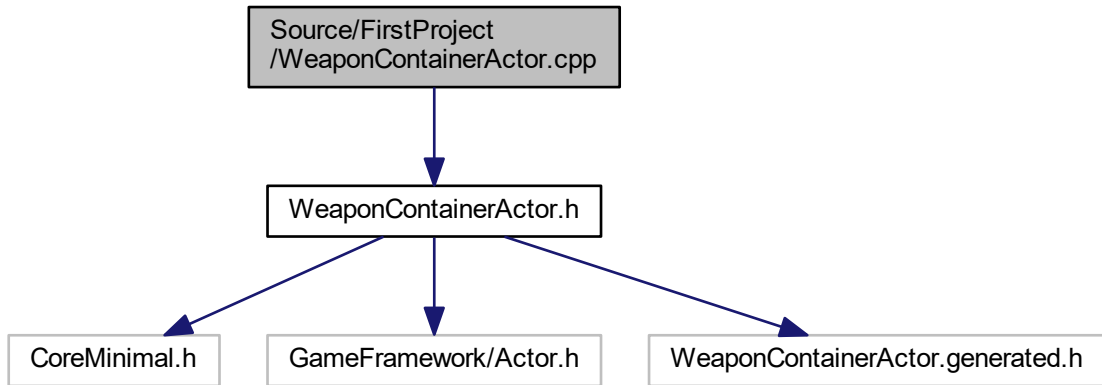 Source/FirstProject
/WeaponContainerActor.cpp
WeaponContainerActor.h
CoreMinimal.h
GameFramework/Actor.h
WeaponContainerActor.generated.h